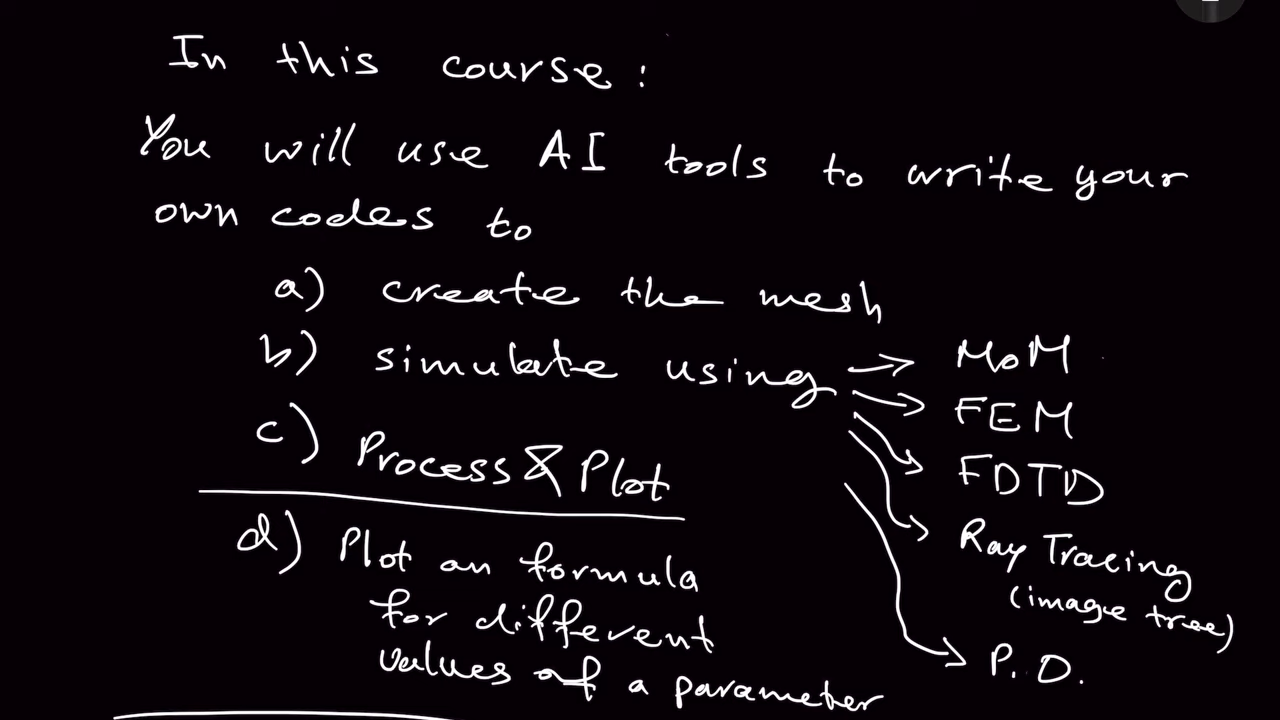 In this course:
You will use AI tools to write your
own codes to
a) create the mesh
b) simulate using → MoM
→ FEM
→ FDTD
→ Ray Tracing
(image tree)
→ P.O.
c) Process & Plot
d) Plot an formula
for different
values of a parameter